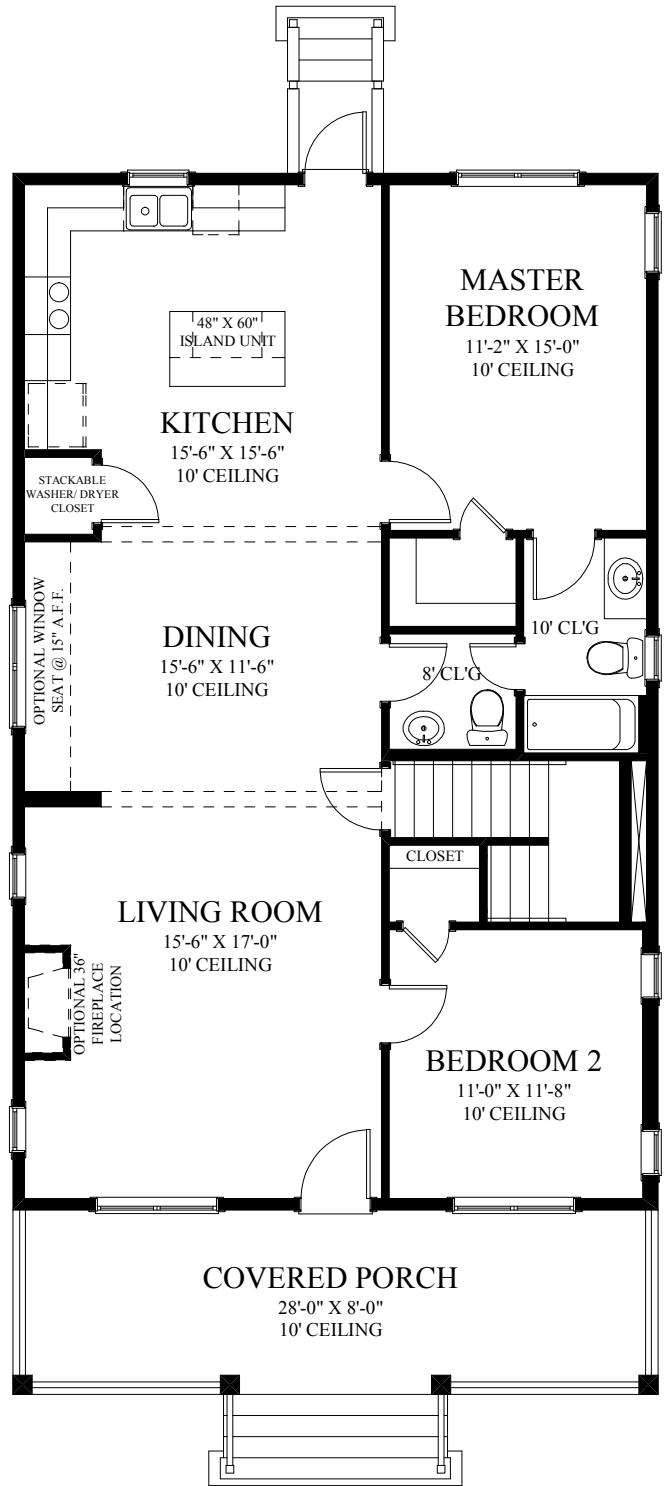 MASTER
BEDROOM
11'-2" X 15'-0"
10' CEILING
48" X 60"
ISLAND UNIT
KITCHEN
15'-6" X 15'-6"
10' CEILING
STACKABLE
WASHER/ DRYER
CLOSET
OPTIONAL WINDOW
SEAT @ 15" A.F.F.
DINING
15'-6" X 11'-6"
10' CEILING
10' CL'G
8' CL'G
CLOSET
LIVING ROOM
15'-6" X 17'-0"
10' CEILING
OPTIONAL 36"
FIREPLACE
LOCATION
BEDROOM 2
11'-0" X 11'-8"
10' CEILING
COVERED PORCH
28'-0" X 8'-0"
10' CEILING